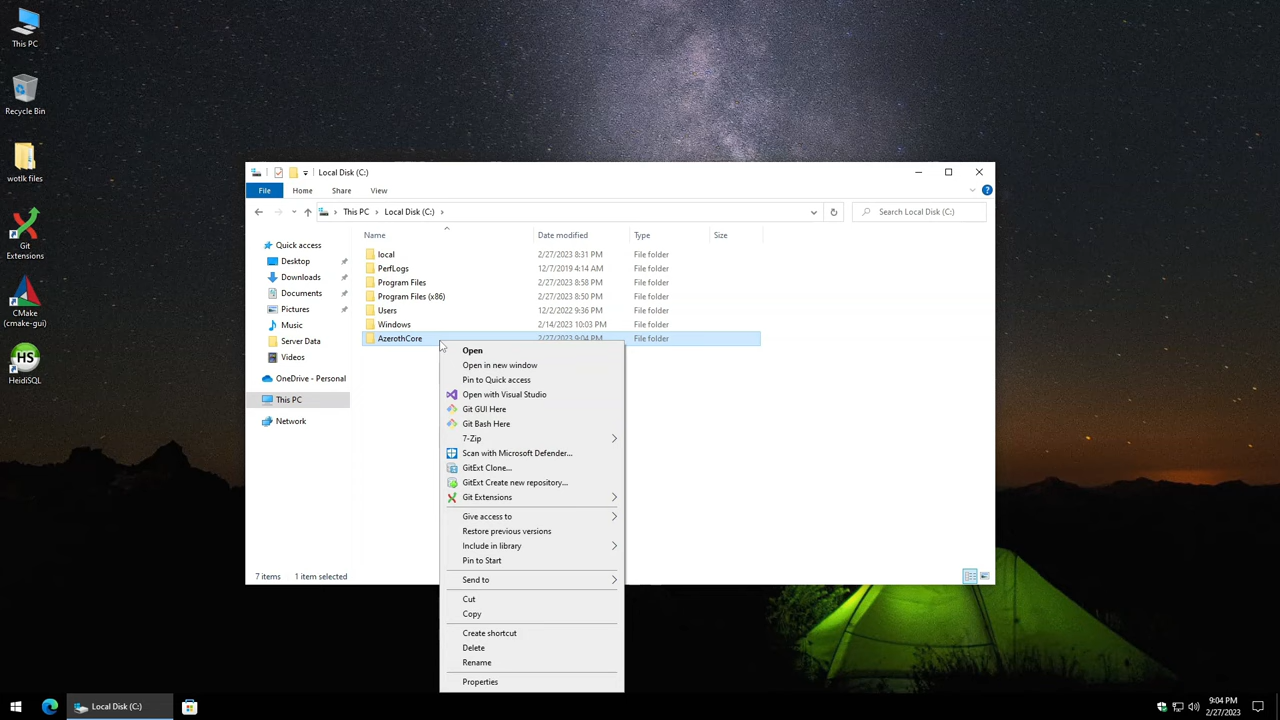 This PC
Recycle Bin
wotlk files
Git
Extensions
CMake
(cmake-gui)
HeidiSQL
Local Disk (C:)
File
Home
Share
View
This PC
Local Disk (C:)
Search Local Disk (C:)
Quick access
Desktop
Downloads
Documents
Pictures
Music
Server Data
Videos
OneDrive - Personal
This PC
Network
Name Date modified Type Size
local 2/27/2023 8:31 PM File folder
PerfLogs 12/7/2019 4:14 AM File folder
Program Files 2/27/2023 8:58 PM File folder
Program Files (x86) 2/27/2023 8:50 PM File folder
Users 12/2/2022 9:36 PM File folder
Windows 2/14/2023 10:03 PM File folder
AzerothCore 2/27/2023 9:04 PM File folder
Open
Open in new window
Pin to Quick access
Open with Visual Studio
Git GUI Here
Git Bash Here
7-Zip
Scan with Microsoft Defender...
GitExt Clone...
GitExt Create new repository...
Git Extensions
Give access to
Restore previous versions
Include in library
Pin to Start
Send to
Cut
Copy
Create shortcut
Delete
Rename
Properties
7 items 1 item selected
Local Disk (C:)
9:04 PM
2/27/2023